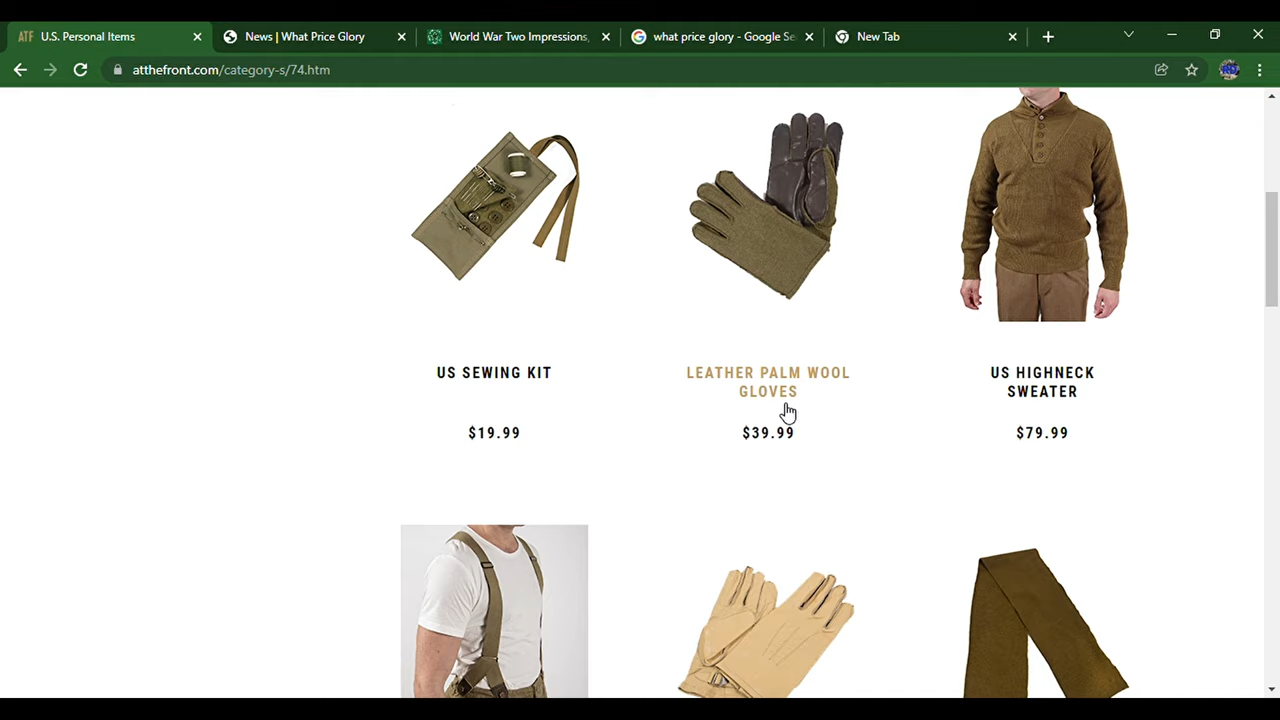 ATF U.S. Personal Items
News | What Price Glory
World War Two Impressions,
what price glory - Google Se
New Tab
atthefront.com/category-s/74.htm
US SEWING KIT
LEATHER PALM WOOL
GLOVES
US HIGHNECK
SWEATER
$19.99
$39.99
$79.99